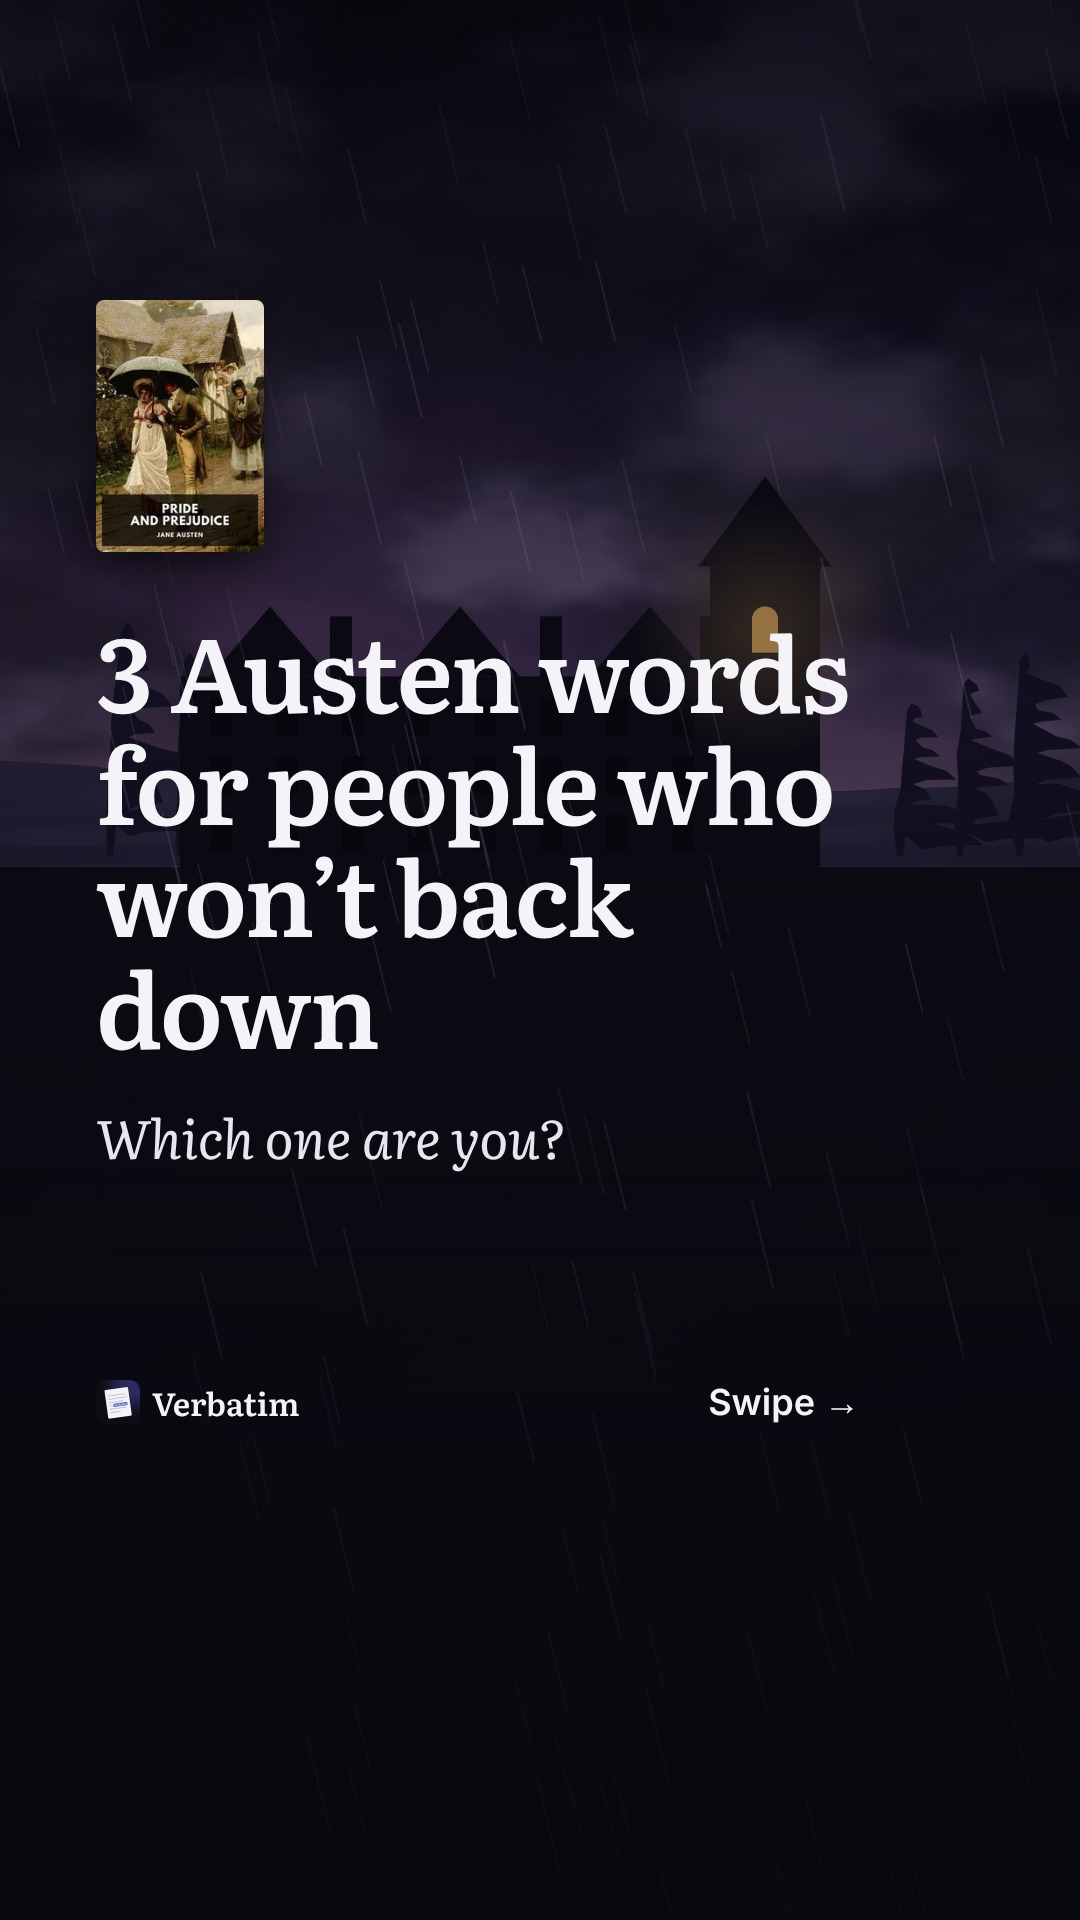 PRIDE
AND PREJUDICE
JANE AUSTEN
3 Austen words
for people who
won’t back
down
Which one are you?
Verbatim
Swipe →